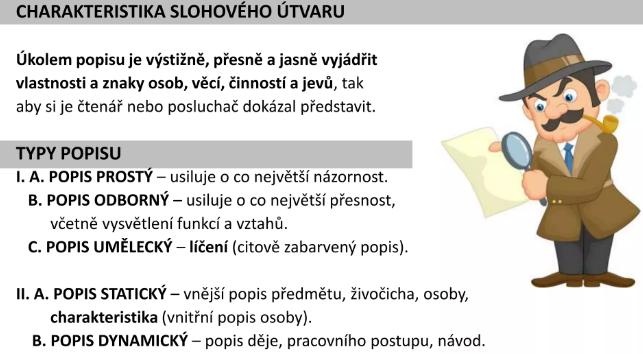 CHARAKTERISTIKA SLOHOVÉHO ÚTVARU
Úkolem popisu je výstižně, přesně a jasně vyjádřit
vlastnosti a znaky osob, věcí, činností a jevů, tak
aby si je čtenář nebo posluchač dokázal představit.
TYPY POPISU
I. A. POPIS PROSTÝ – usiluje o co největší názornost.
B. POPIS ODBORNÝ – usiluje o co největší přesnost,
včetně vysvětlení funkcí a vztahů.
C. POPIS UMĚLECKÝ – líčení (citově zabarvený popis).
II. A. POPIS STATICKÝ – vnější popis předmětu, živočicha, osoby,
charakteristika (vnitřní popis osoby).
B. POPIS DYNAMICKÝ – popis děje, pracovního postupu, návod.